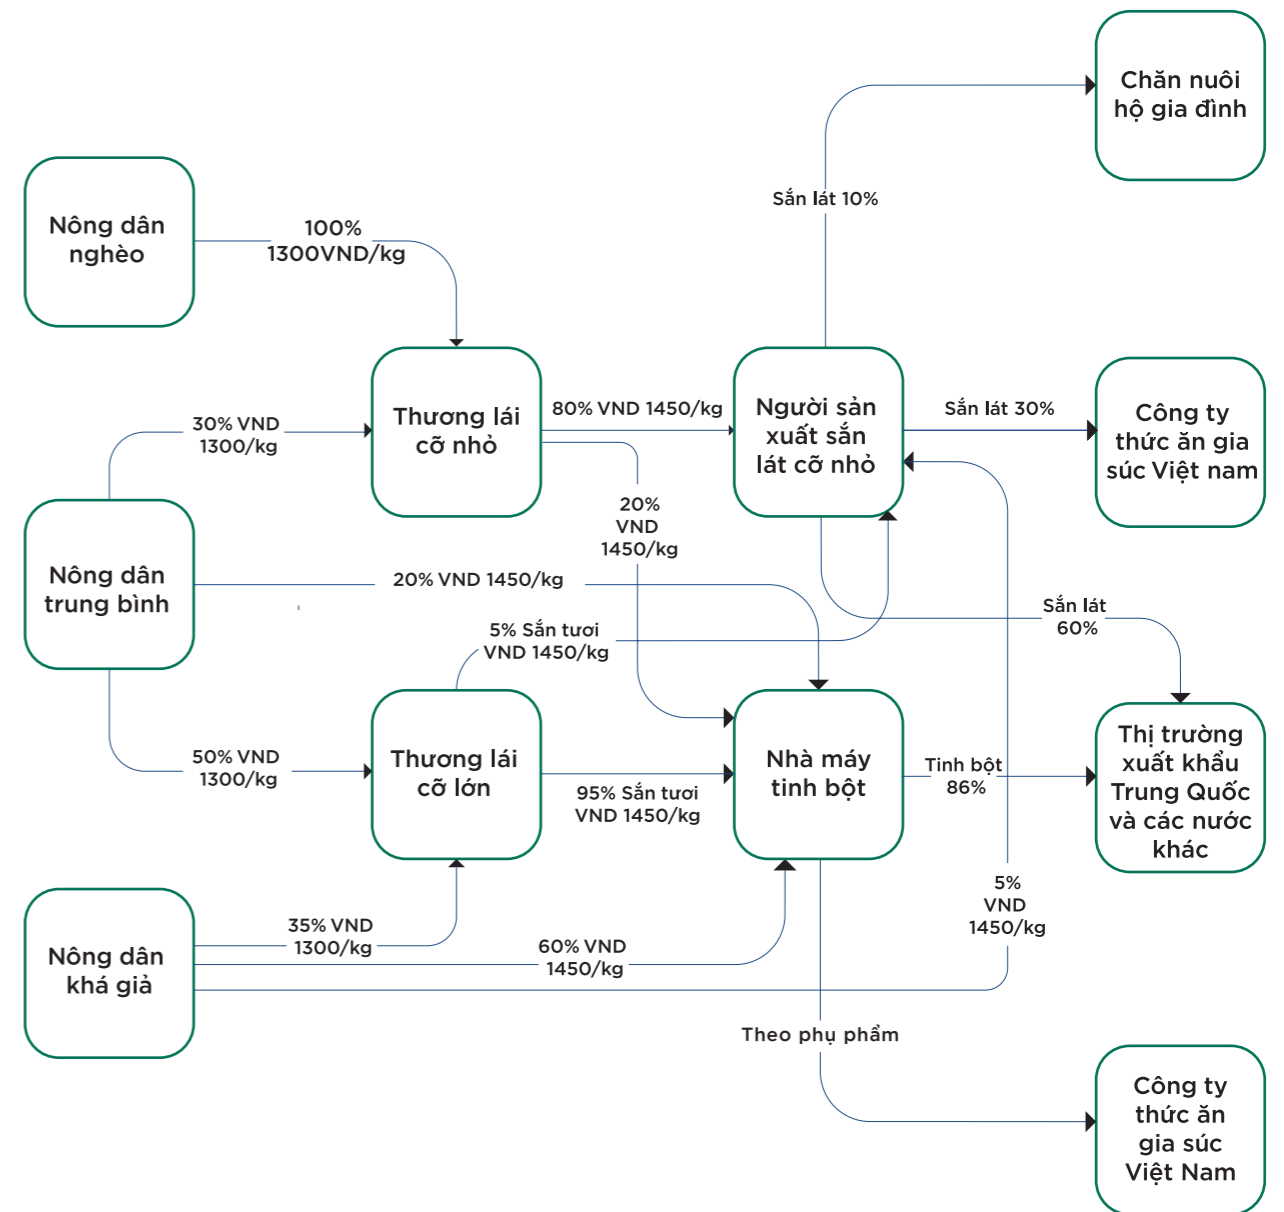 Chăn nuôi
hộ gia đình
Sắn lát 10%
Nông dân
nghèo
100%
1300VND/kg
Thương lái
cỡ nhỏ
80% VND 1450/kg
Người sản
xuất sắn
lát cỡ nhỏ
Sắn lát 30%
Công ty
thức ăn gia
súc Việt nam
30% VND
1300/kg
20%
VND
1450/kg
Nông dân
trung bình
20% VND 1450/kg
5% Sắn tươi
VND 1450/kg
Sắn lát
60%
50% VND
1300/kg
Thương lái
cỡ lớn
95% Sắn tươi
VND 1450/kg
Nhà máy
tinh bột
Tinh bột
86%
Thị trường
xuất khẩu
Trung Quốc
và các nước
khác
5%
VND
1450/kg
Nông dân
khá giả
35% VND
1300/kg
60% VND
1450/kg
Theo phụ phẩm
Công ty
thức ăn
gia súc
Việt Nam